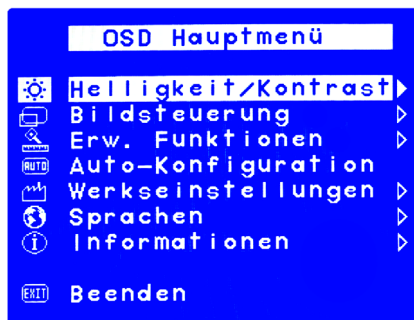 OSD Hauptmenü
Helligkeit/Kontrast
Bildsteuerung
Erw. Funktionen
AUTO Auto-Konfiguration
Werkseinstellungen
Sprachen
i Informationen
EXIT Beenden